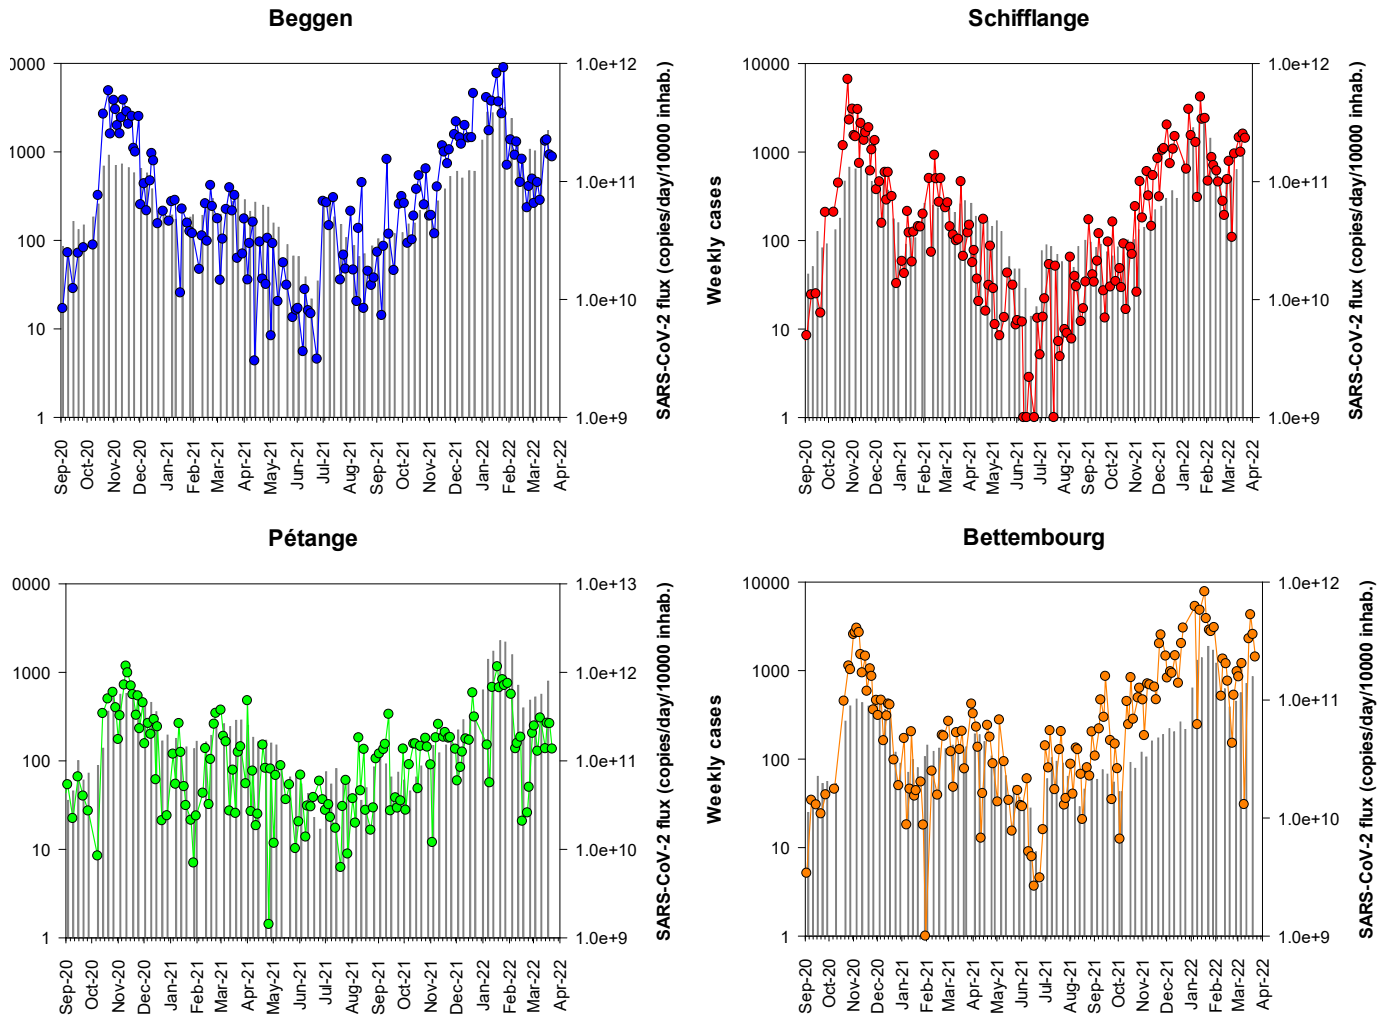 Beggen
Schifflange
0000
1000
100
10
1
1.0e+12
1.0e+11
1.0e+10
1.0e+9
SARS-CoV-2 flux (copies/day/10000 inhab.)
Sep-20
Oct-20
Nov-20
Dec-20
Jan-21
Feb-21
Mar-21
Apr-21
May-21
Jun-21
Jul-21
Aug-21
Sep-21
Oct-21
Nov-21
Dec-21
Jan-22
Feb-22
Mar-22
Apr-22
Weekly cases
10000
1000
100
10
1
1.0e+12
1.0e+11
1.0e+10
1.0e+9
SARS-CoV-2 flux (copies/day/10000 inhab.)
Sep-20
Oct-20
Nov-20
Dec-20
Jan-21
Feb-21
Mar-21
Apr-21
May-21
Jun-21
Jul-21
Aug-21
Sep-21
Oct-21
Nov-21
Dec-21
Jan-22
Feb-22
Mar-22
Apr-22
Pétange
Bettembourg
0000
1000
100
10
1
1.0e+13
1.0e+12
1.0e+11
1.0e+10
1.0e+9
SARS-CoV-2 flux (copies/day/10000 inhab.)
Sep-20
Oct-20
Nov-20
Dec-20
Jan-21
Feb-21
Mar-21
Apr-21
May-21
Jun-21
Jul-21
Aug-21
Sep-21
Oct-21
Nov-21
Dec-21
Jan-22
Feb-22
Mar-22
Apr-22
Weekly cases
10000
1000
100
10
1
1.0e+12
1.0e+11
1.0e+10
1.0e+9
SARS-CoV-2 flux (copies/day/10000 inhab.)
Sep-20
Oct-20
Nov-20
Dec-20
Jan-21
Feb-21
Mar-21
Apr-21
May-21
Jun-21
Jul-21
Aug-21
Sep-21
Oct-21
Nov-21
Dec-21
Jan-22
Feb-22
Mar-22
Apr-22